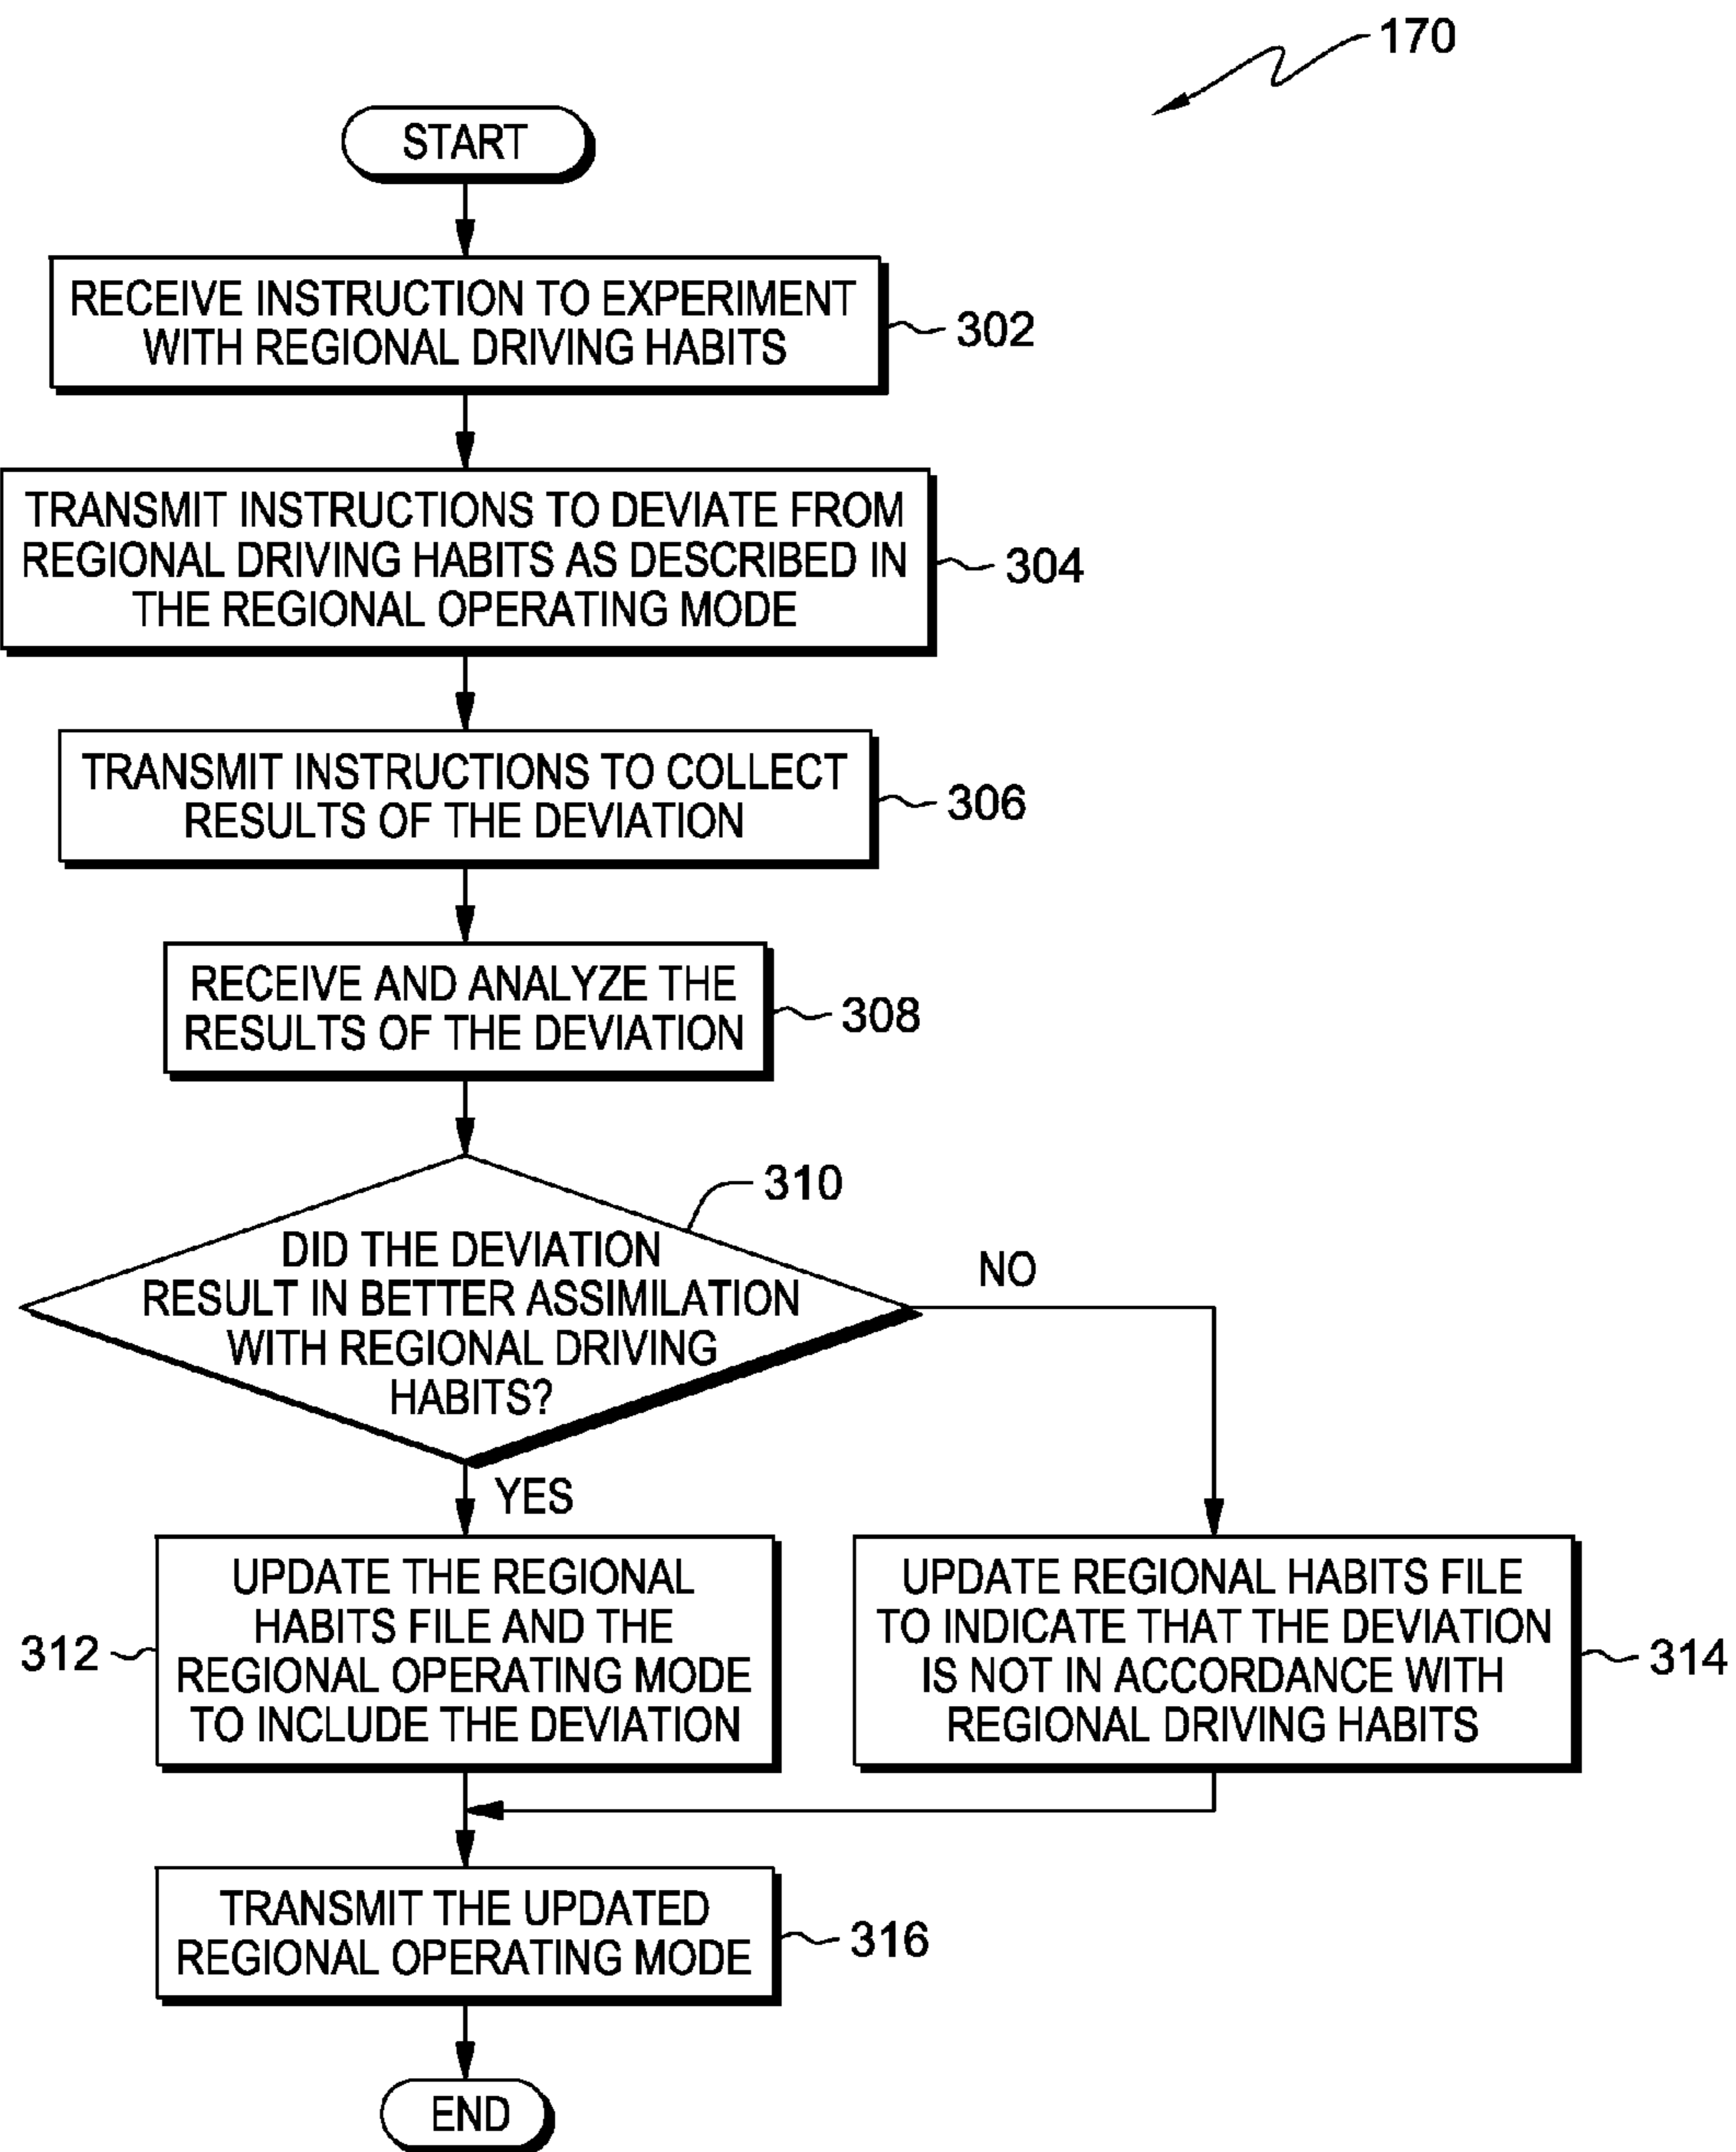 170
START
RECEIVE INSTRUCTION TO EXPERIMENT
WITH REGIONAL DRIVING HABITS
302
TRANSMIT INSTRUCTIONS TO DEVIATE FROM
REGIONAL DRIVING HABITS AS DESCRIBED IN
THE REGIONAL OPERATING MODE
304
TRANSMIT INSTRUCTIONS TO COLLECT
RESULTS OF THE DEVIATION
306
RECEIVE AND ANALYZE THE
RESULTS OF THE DEVIATION
308
310
DID THE DEVIATION
RESULT IN BETTER ASSIMILATION
WITH REGIONAL DRIVING
HABITS?
NO
YES
UPDATE THE REGIONAL
HABITS FILE AND THE
REGIONAL OPERATING MODE
TO INCLUDE THE DEVIATION
312
UPDATE REGIONAL HABITS FILE
TO INDICATE THAT THE DEVIATION
IS NOT IN ACCORDANCE WITH
REGIONAL DRIVING HABITS
314
TRANSMIT THE UPDATED
REGIONAL OPERATING MODE
316
END